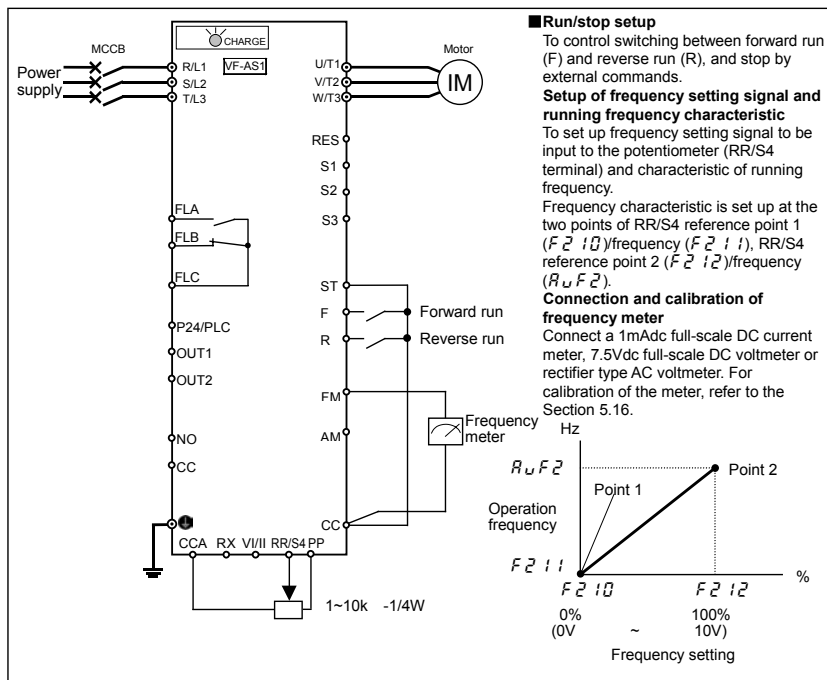 CHARGE
MCCB
Power
supply
R/L1
S/L2
T/L3
VF-AS1
U/T1
V/T2
W/T3
Motor
IM
RES
S1
S2
S3
FLA
FLB
FLC
ST
F
Forward run
R
Reverse run
P24/PLC
OUT1
OUT2
FM
AM
Frequency
meter
NO
CC
CC
CCA RX VI/II RR/S4 PP
1~10k -1/4W
■Run/stop setup
To control switching between forward run
(F) and reverse run (R), and stop by
external commands.
Setup of frequency setting signal and
running frequency characteristic
To set up frequency setting signal to be
input to the potentiometer (RR/S4
terminal) and characteristic of running
frequency.
Frequency characteristic is set up at the
two points of RR/S4 reference point 1
(F210)/frequency (F211), RR/S4
reference point 2 (F212)/frequency
(AuF2).
Connection and calibration of
frequency meter
Connect a 1mAdc full-scale DC current
meter, 7.5Vdc full-scale DC voltmeter or
rectifier type AC voltmeter. For
calibration of the meter, refer to the
Section 5.16.
Hz
AuF2
Point 2
Point 1
Operation
frequency
F211
%
F210 F212
0% 100%
(0V ~ 10V)
Frequency setting